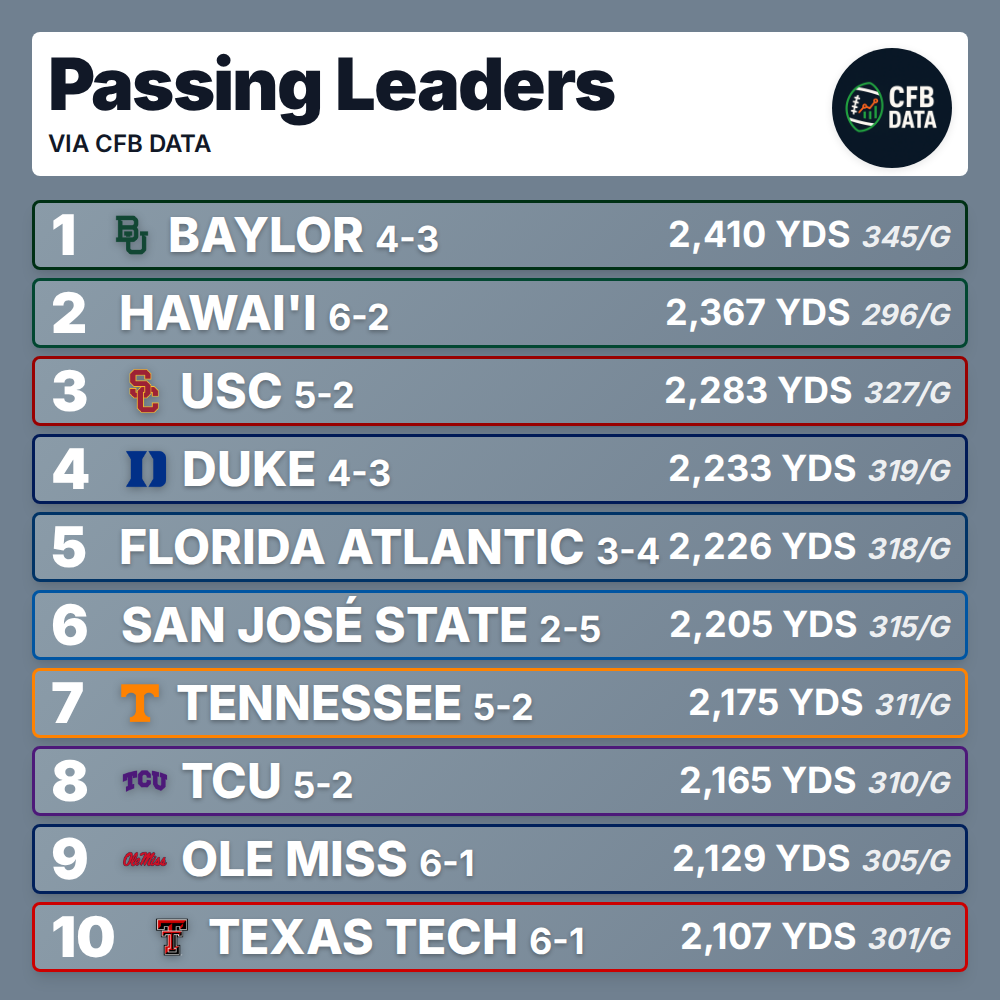 Passing Leaders
VIA CFB DATA
CFB
DATA
1 BU BAYLOR 4-3 2,410 YDS 345/G
2 HAWAI'I 6-2 2,367 YDS 296/G
3 SC USC 5-2 2,283 YDS 327/G
4 D DUKE 4-3 2,233 YDS 319/G
5 FLORIDA ATLANTIC 3-4 2,226 YDS 318/G
6 SAN JOSÉ STATE 2-5 2,205 YDS 315/G
7 T TENNESSEE 5-2 2,175 YDS 311/G
8 TCU TCU 5-2 2,165 YDS 310/G
9 Ole Miss OLE MISS 6-1 2,129 YDS 305/G
10 TT TEXAS TECH 6-1 2,107 YDS 301/G